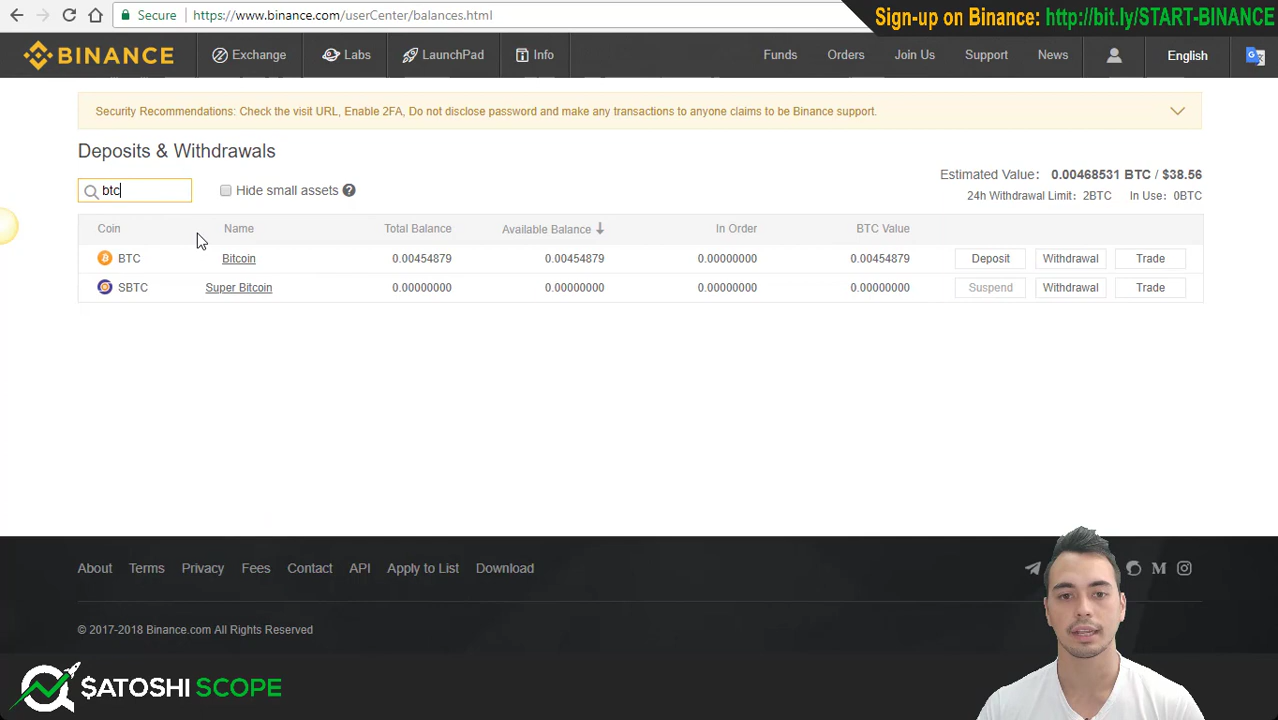 Secure
https://www.binance.com/userCenter/balances.html
Sign-up on Binance: http://bit.ly/START-BINANCE
BINANCE
Exchange
Labs
LaunchPad
Info
Funds
Orders
Join Us
Support
News
English
Security Recommendations: Check the visit URL, Enable 2FA, Do not disclose password and make any transactions to anyone claims to be Binance support.
Deposits & Withdrawals
Estimated Value: 0.00468531 BTC / $38.56
btc
Hide small assets
24h Withdrawal Limit: 2BTC In Use: 0BTC
Coin Name Total Balance Available Balance In Order BTC Value
BTC Bitcoin 0.00454879 0.00454879 0.00000000 0.00454879 Deposit Withdrawal Trade
SBTC Super Bitcoin 0.00000000 0.00000000 0.00000000 0.00000000 Suspend Withdrawal Trade
About Terms Privacy Fees Contact API Apply to List Download
© 2017-2018 Binance.com All Rights Reserved
$ATOSHI SCOPE